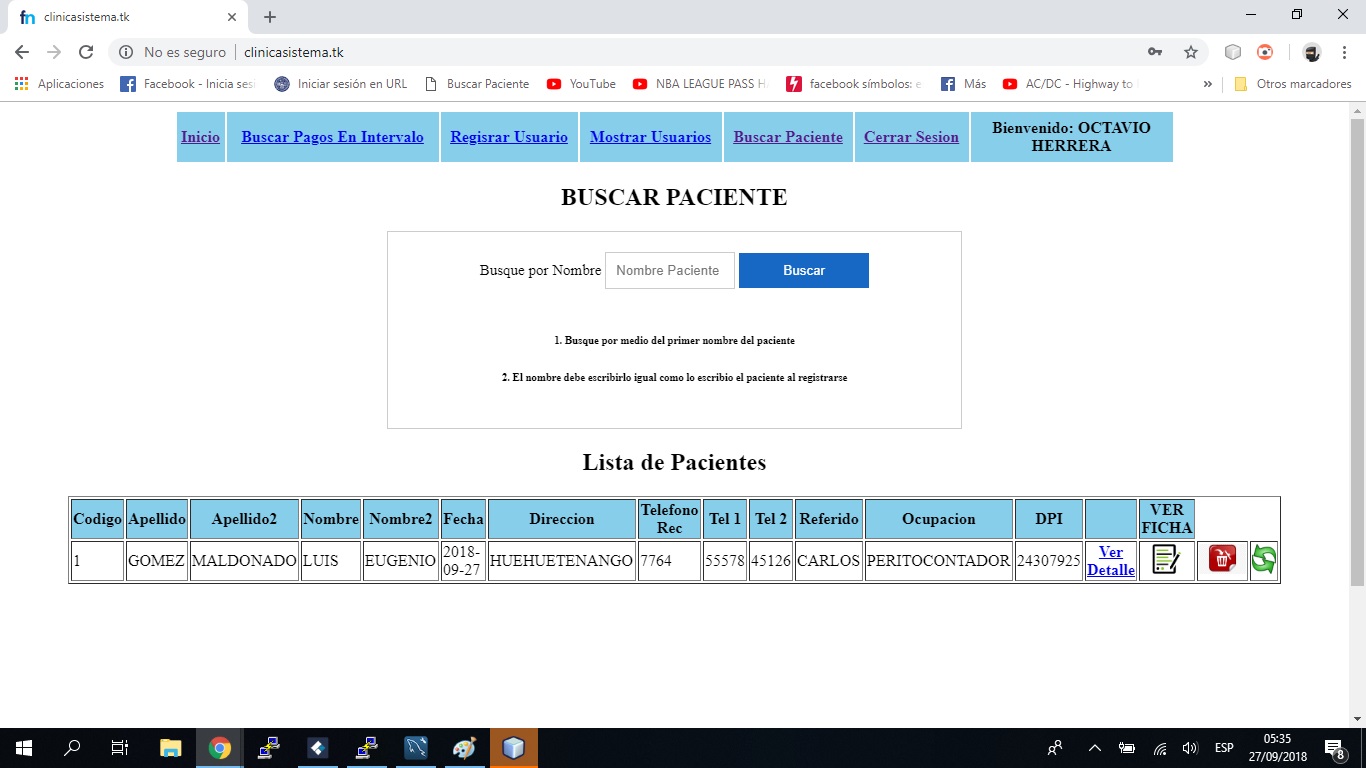 clinicasistema.tk
No es seguro clinicasistema.tk
Aplicaciones Facebook - Inicia sesi Iniciar sesión en URL Buscar Paciente YouTube NBA LEAGUE PASS facebook símbolos: e Más AC/DC - Highway to » Otros marcadores
Inicio Buscar Pagos En Intervalo Regisrar Usuario Mostrar Usuarios Buscar Paciente Cerrar Sesion Bienvenido: OCTAVIO
HERRERA
BUSCAR PACIENTE
Busque por Nombre Nombre Paciente Buscar
1. Busque por medio del primer nombre del paciente
2. El nombre debe escribirlo igual como lo escribio el paciente al registrarse
Lista de Pacientes
Codigo Apellido Apellido2 Nombre Nombre2 Fecha Direccion Telefono Rec Tel 1 Tel 2 Referido Ocupacion DPI VER FICHA
1 GOMEZ MALDONADO LUIS EUGENIO 2018-09-27 HUEHUETENANGO 7764 55578 45126 CARLOS PERITOCONTADOR 24307925 Ver Detalle
ESP 05:35
27/09/2018 8